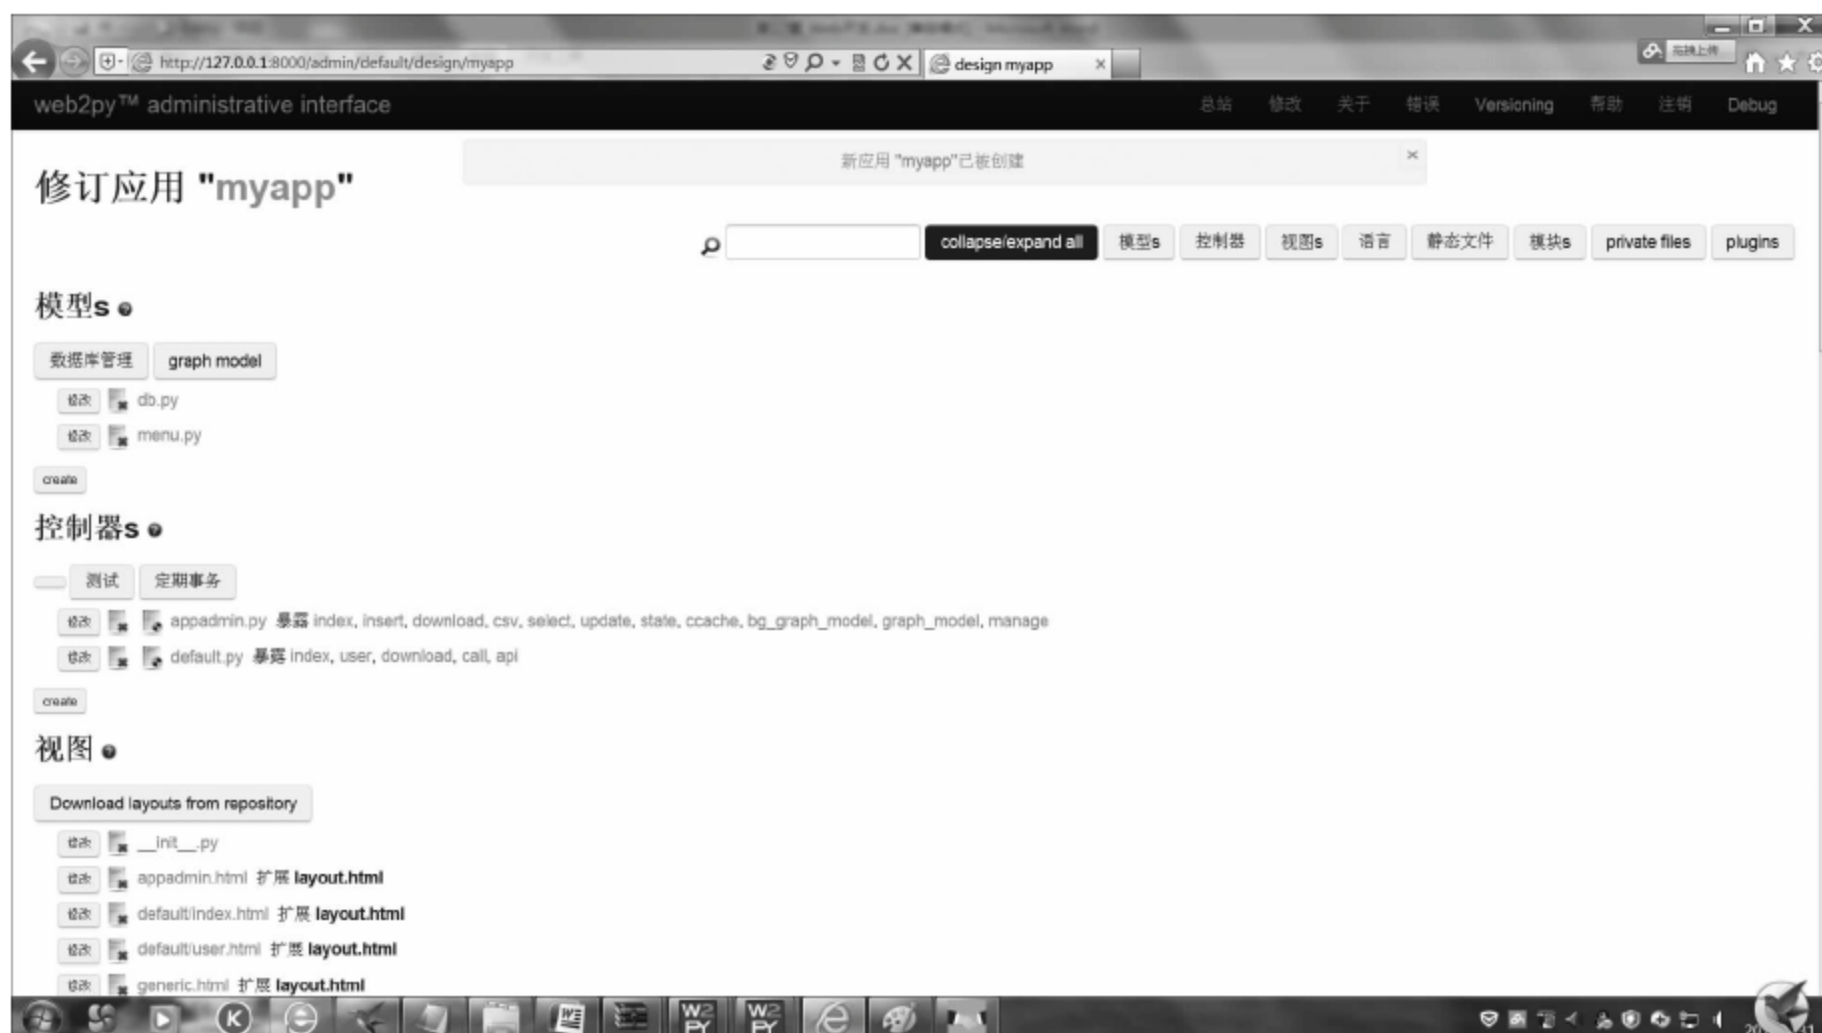 http://127.0.0.1:8000/admin/default/design/myapp
design myapp
拖拽上传
web2py™ administrative interface
总站 修改 关于 错误 Versioning 帮助 注销 Debug
新应用 "myapp"已被创建 ×
修订应用 "myapp"
collapse/expand all 模型s 控制器 视图s 语言 静态文件 模块s private files plugins
模型s
数据库管理 graph model
修改 db.py
修改 menu.py
create
控制器s
测试 定期事务
修改 appadmin.py 暴露 index, insert, download, csv, select, update, state, ccache, bg_graph_model, graph_model, manage
修改 default.py 暴露 index, user, download, call, api
create
视图
Download layouts from repository
修改 __init__.py
修改 appadmin.html 扩展 layout.html
修改 default/index.html 扩展 layout.html
修改 default/user.html 扩展 layout.html
修改 generic.html 扩展 layout.html
W2PY W2PY